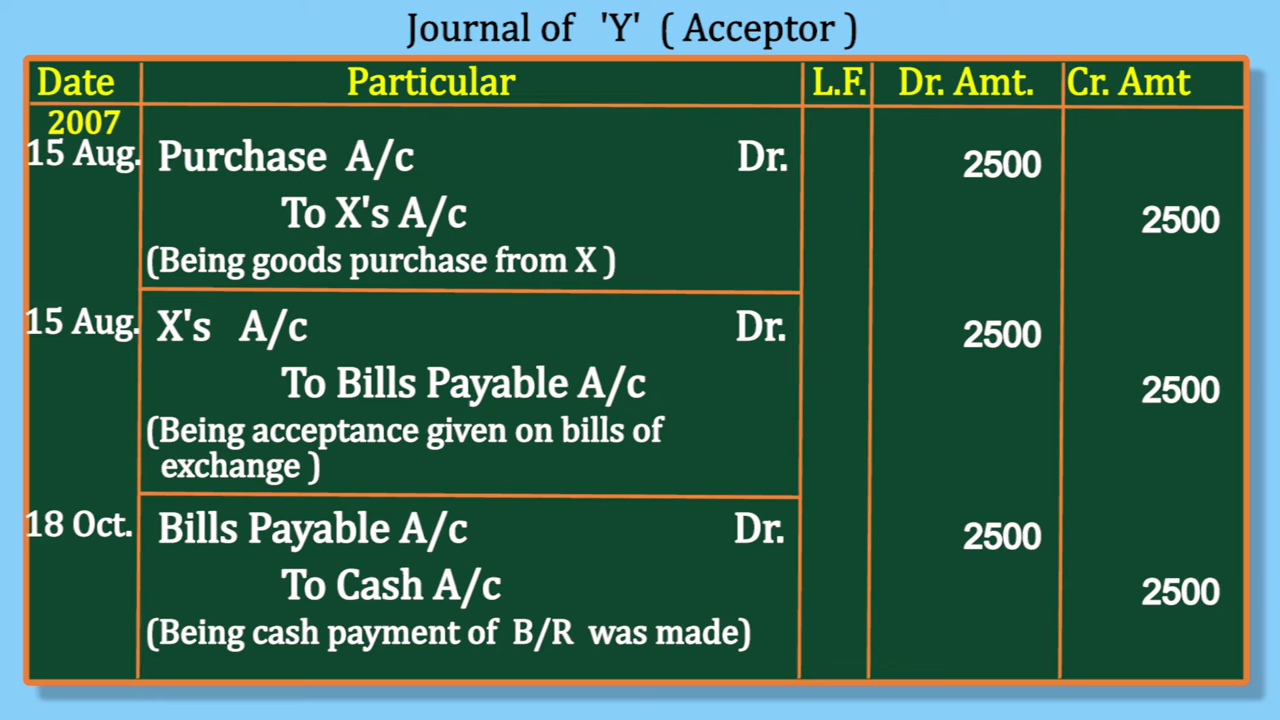 Journal of 'Y' ( Acceptor )
Date Particular L.F. Dr. Amt. Cr. Amt
2007
15 Aug. Purchase A/c Dr. 2500
To X's A/c 2500
(Being goods purchase from X )
15 Aug. X's A/c Dr. 2500
To Bills Payable A/c 2500
(Being acceptance given on bills of
exchange )
18 Oct. Bills Payable A/c Dr. 2500
To Cash A/c 2500
(Being cash payment of B/R was made)